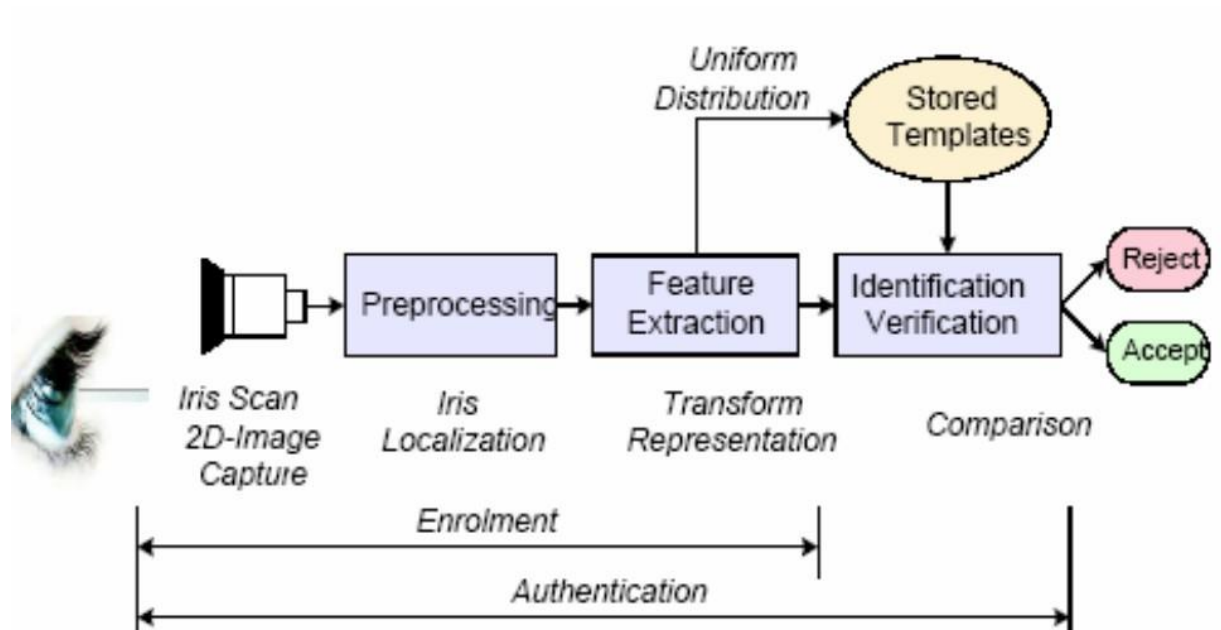 Uniform
Distribution
Stored
Templates
Preprocessing
Feature
Extraction
Identification
Verification
Reject
Accept
Iris Scan
2D-Image
Capture
Iris
Localization
Transform
Representation
Comparison
Enrolment
Authentication